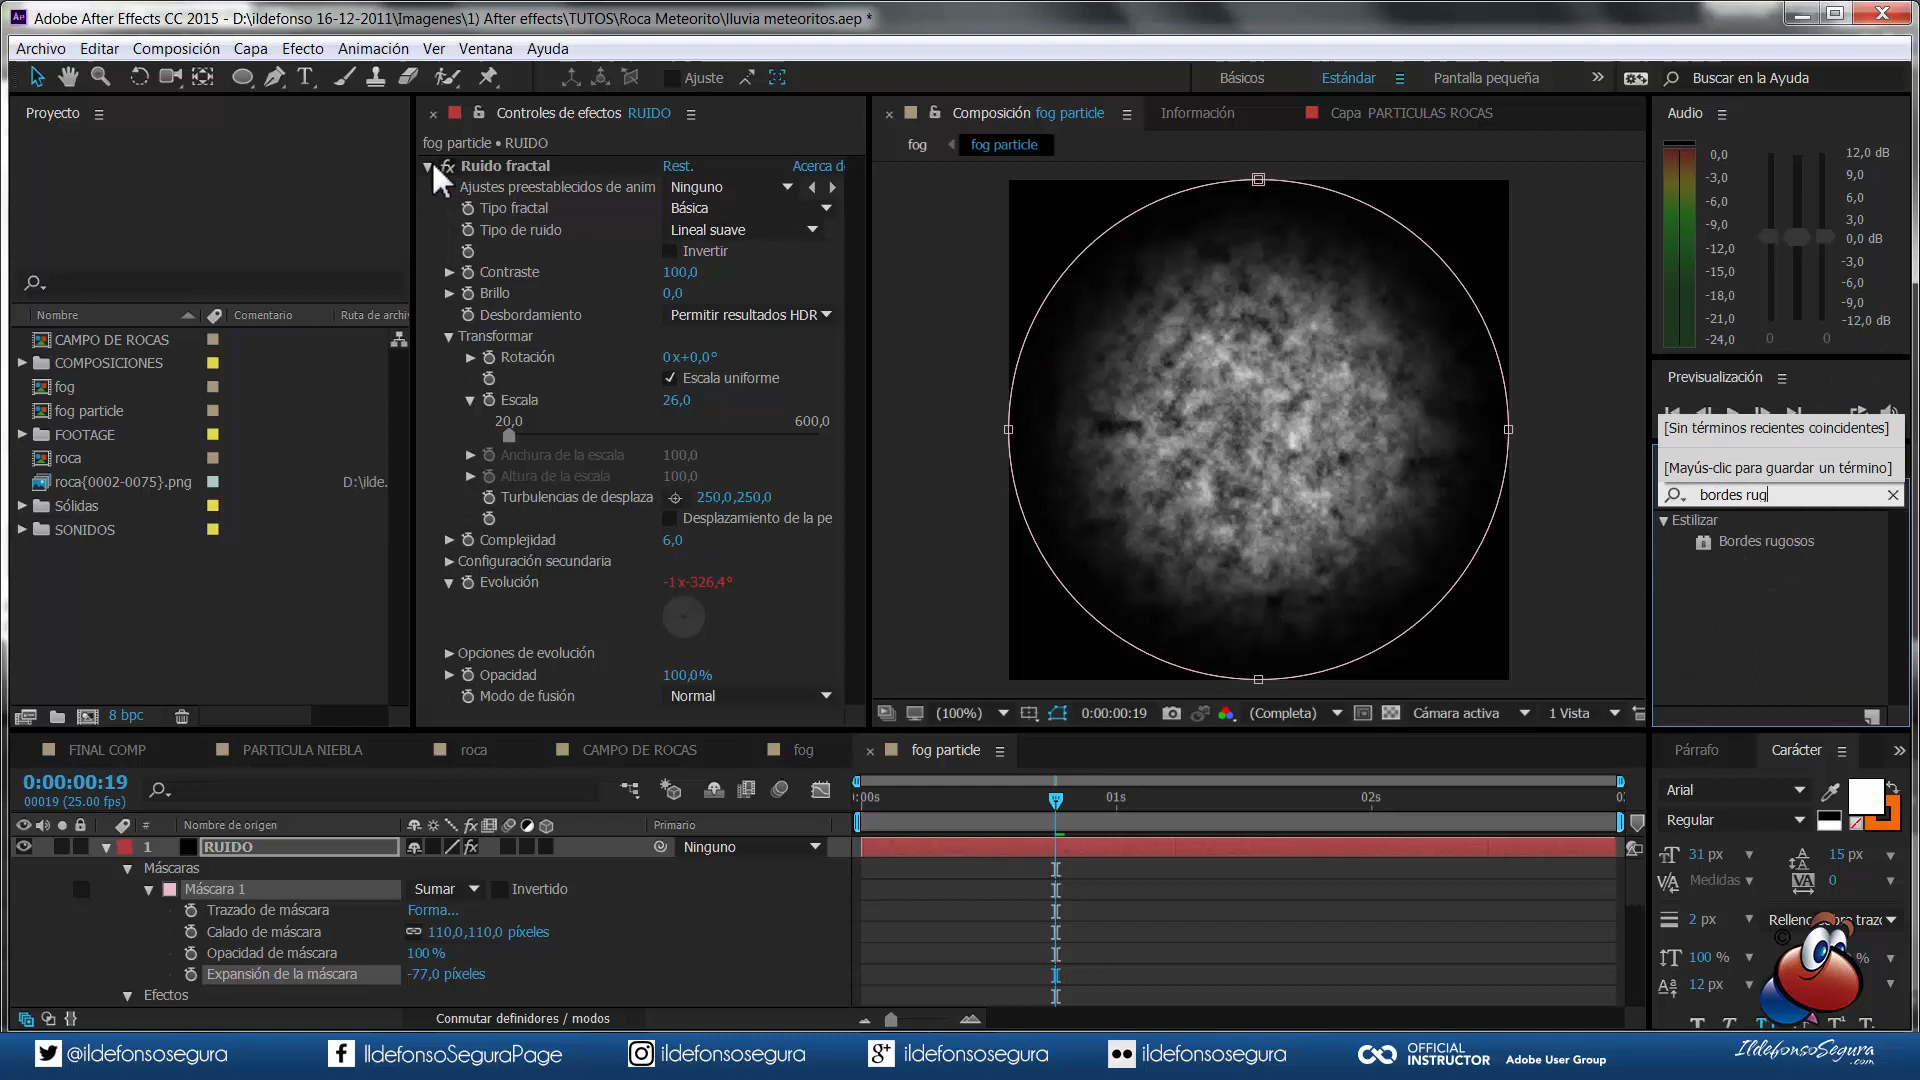 Adobe After Effects CC 2015 - D:\ildefonso 16-12-2011\Imagenes\1) After effects\TUTOS\Roca Meteorito\lluvia meteoritos.aep *
Archivo Editar Composición Capa Efecto Animación Ver Ventana Ayuda
Ajuste Básicos Estándar Pantalla pequeña Buscar en la Ayuda
Proyecto
Nombre Comentario Ruta de archiv
CAMPO DE ROCAS
COMPOSICIONES
fog
fog particle
FOOTAGE
roca
roca{0002-0075}.png D:\ilde.
Sólidas
SONIDOS
8 bpc
Controles de efectos RUIDO
fog particle • RUIDO
fx Ruido fractal Rest. Acerca d
Ajustes preestablecidos de anim Ninguno
Tipo fractal Básica
Tipo de ruido Lineal suave
Invertir
Contraste 100,0
Brillo 0,0
Desbordamiento Permitir resultados HDR
Transformar
Rotación 0x+0,0°
Escala uniforme
Escala 26,0
20,0 600,0
Anchura de la escala 100,0
Altura de la escala 100,0
Turbulencias de desplaza 250,0,250,0
Desplazamiento de la pe
Complejidad 6,0
Configuración secundaria
Evolución -1x-326,4°
Opciones de evolución
Opacidad 100,0%
Modo de fusión Normal
Composición fog particle Información Capa PARTICULAS ROCAS
fog fog particle
(100%) 0:00:00:19 (Completa) Cámara activa 1 Vista
Audio
0,0 12,0 dB
-3,0 9,0
-6,0 6,0
-9,0 3,0
-12,0 0,0 dB
-15,0 -3,0
-18,0 -6,0
-21,0 -9,0
-24,0 0 0 -12,0 dB
Previsualización
[Sin términos recientes coincidentes]
[Mayús-clic para guardar un término]
bordes rug
Estilizar
Bordes rugosos
FINAL COMP PARTICULA NIEBLA roca CAMPO DE ROCAS fog fog particle
0:00:00:19
00019 (25.00 fps)
:00s 01s 02s
# Nombre de origen fx Primario
1 RUIDO fx Ninguno
Máscaras
Máscara 1 Sumar Invertido
Trazado de máscara Forma...
Calado de máscara 110,0,110,0 píxeles
Opacidad de máscara 100%
Expansión de la máscara -77,0 píxeles
Efectos
Conmutar definidores / modos
Párrafo Carácter
Arial
Regular
31 px 15 px
Medidas 0
2 px
100 % %
12 px
@ildefonsosegura IldefonsoSeguraPage ildefonsosegura ildefonsosegura ildefonsosegura OFFICIAL INSTRUCTOR Adobe User Group IldefonsoSegura.com